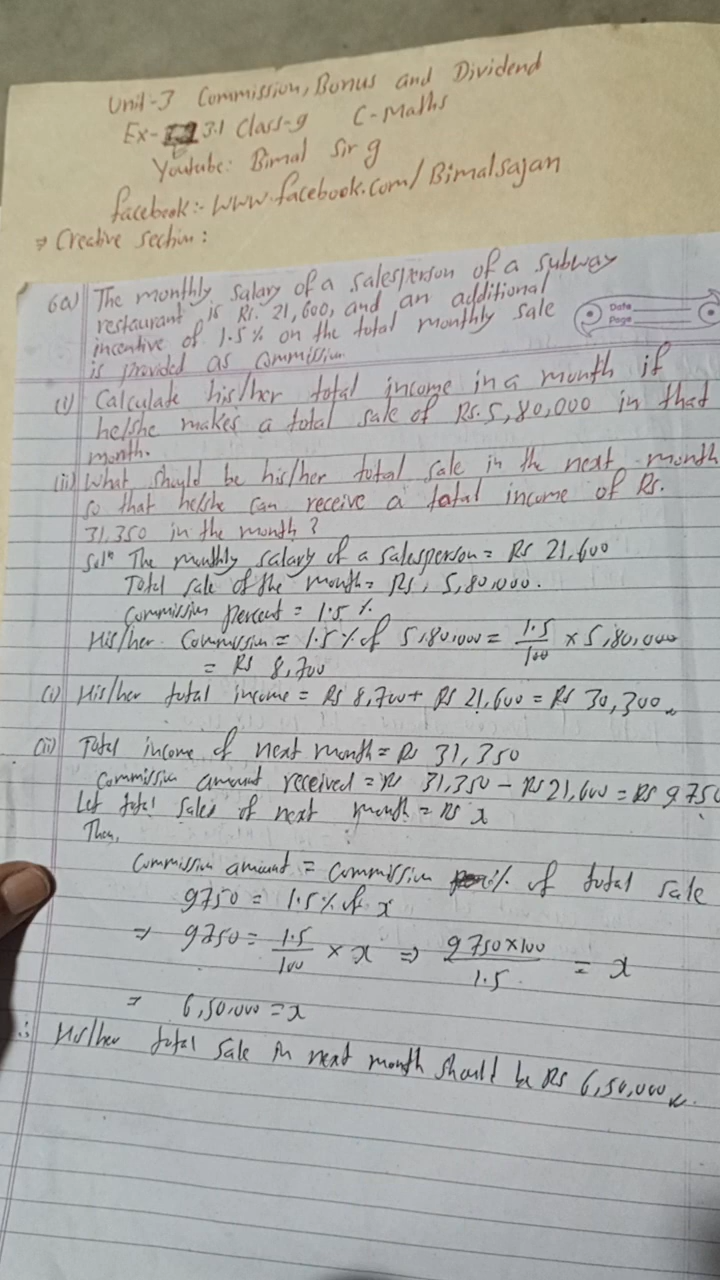 Unit-3 Commission, Bonus and Dividend
Ex- 3.1 Class-9 C-Maths
Youtube: Bimal Sir g
facebook:- www.facebook.com/Bimalsajan
⇒ Creative Section:
6a) The monthly salary of a salesperson of a subway
restaurant is Rs. 21,600, and an additional
incentive of 1.5% on the total monthly sale
is provided as commission
Date
Page
(i) Calculate his/her total income in a month if
he/she makes a total sale of Rs. 5,80,000 in that
month.
(ii) What should be his/her total sale in the next month
so that he/she can receive a total income of Rs.
31,350 in the month?
Solⁿ The monthly salary of a salesperson = Rs 21,600
Total sale of the month = Rs. 5,80,000.
Commission percent = 1.5 %
His/her Commission = 1.5 % of 5,80,000 = 1.5/100 × 5,80,000
= Rs 8,700
(i) His/her total income = Rs 8,700 + Rs 21,600 = Rs 30,300
(ii) Total income of next month = Rs 31,350
Commission amount received = Rs 31,350 - Rs 21,600 = Rs 9750
Let total sales of next month = Rs x
Then,
Commission amount = Commission % of total sale
9750 = 1.5% of x
⇒ 9750 = 1.5/100 × x ⇒ 9750×100/1.5 = x
⇒ 6,50,000 = x
∴ His/her total sale in next month should be Rs 6,50,000